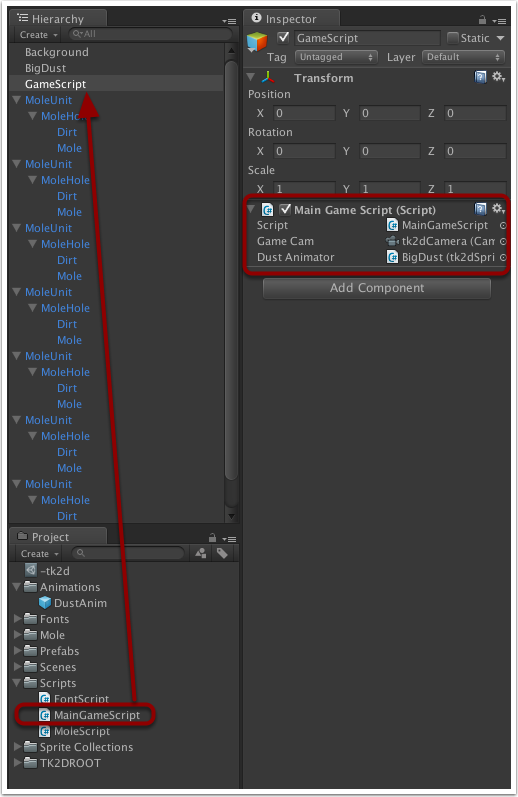 Hierarchy
Create
All
Background
BigDust
GameScript
MoleUnit
MoleHole
Dirt
Mole
MoleUnit
MoleHole
Dirt
Mole
MoleUnit
MoleHole
Dirt
Mole
MoleUnit
MoleHole
Dirt
Mole
MoleUnit
MoleHole
Dirt
Mole
MoleUnit
MoleHole
Dirt
Mole
MoleUnit
MoleHole
Dirt
Project
Create
-tk2d
Animations
DustAnim
Fonts
Mole
Prefabs
Scenes
Scripts
FontScript
MainGameScript
MoleScript
Sprite Collections
TK2DROOT
Inspector
GameScript Static
Tag Untagged Layer Default
Transform
Position
X 0 Y 0 Z 0
Rotation
X 0 Y 0 Z 0
Scale
X 1 Y 1 Z 1
Main Game Script (Script)
Script MainGameScript
Game Cam tk2dCamera (Cam
Dust Animator BigDust (tk2dSpri
Add Component